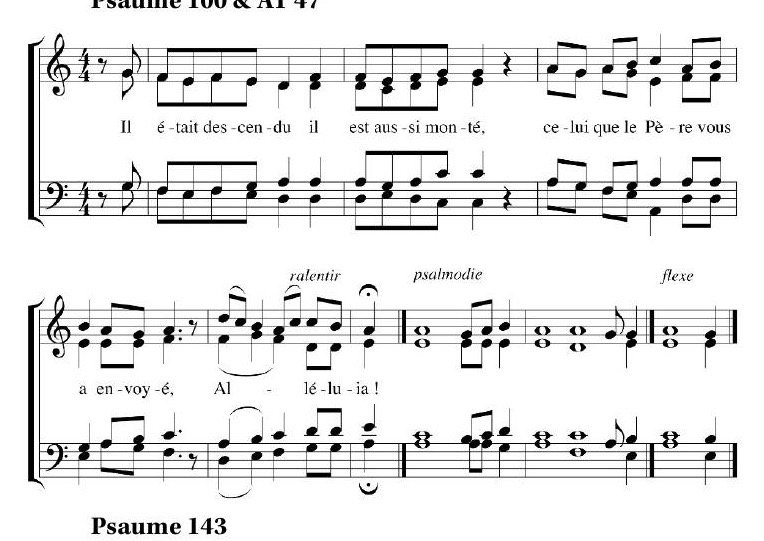 Psaume 100 & AT 47
Il é - tait des - cen - du il est aus - si mon - té, ce - lui que le Pè - re vous
ralentir psalmodie flexe
a en - voy - é, Al - lé - lu - ia !
Psaume 143